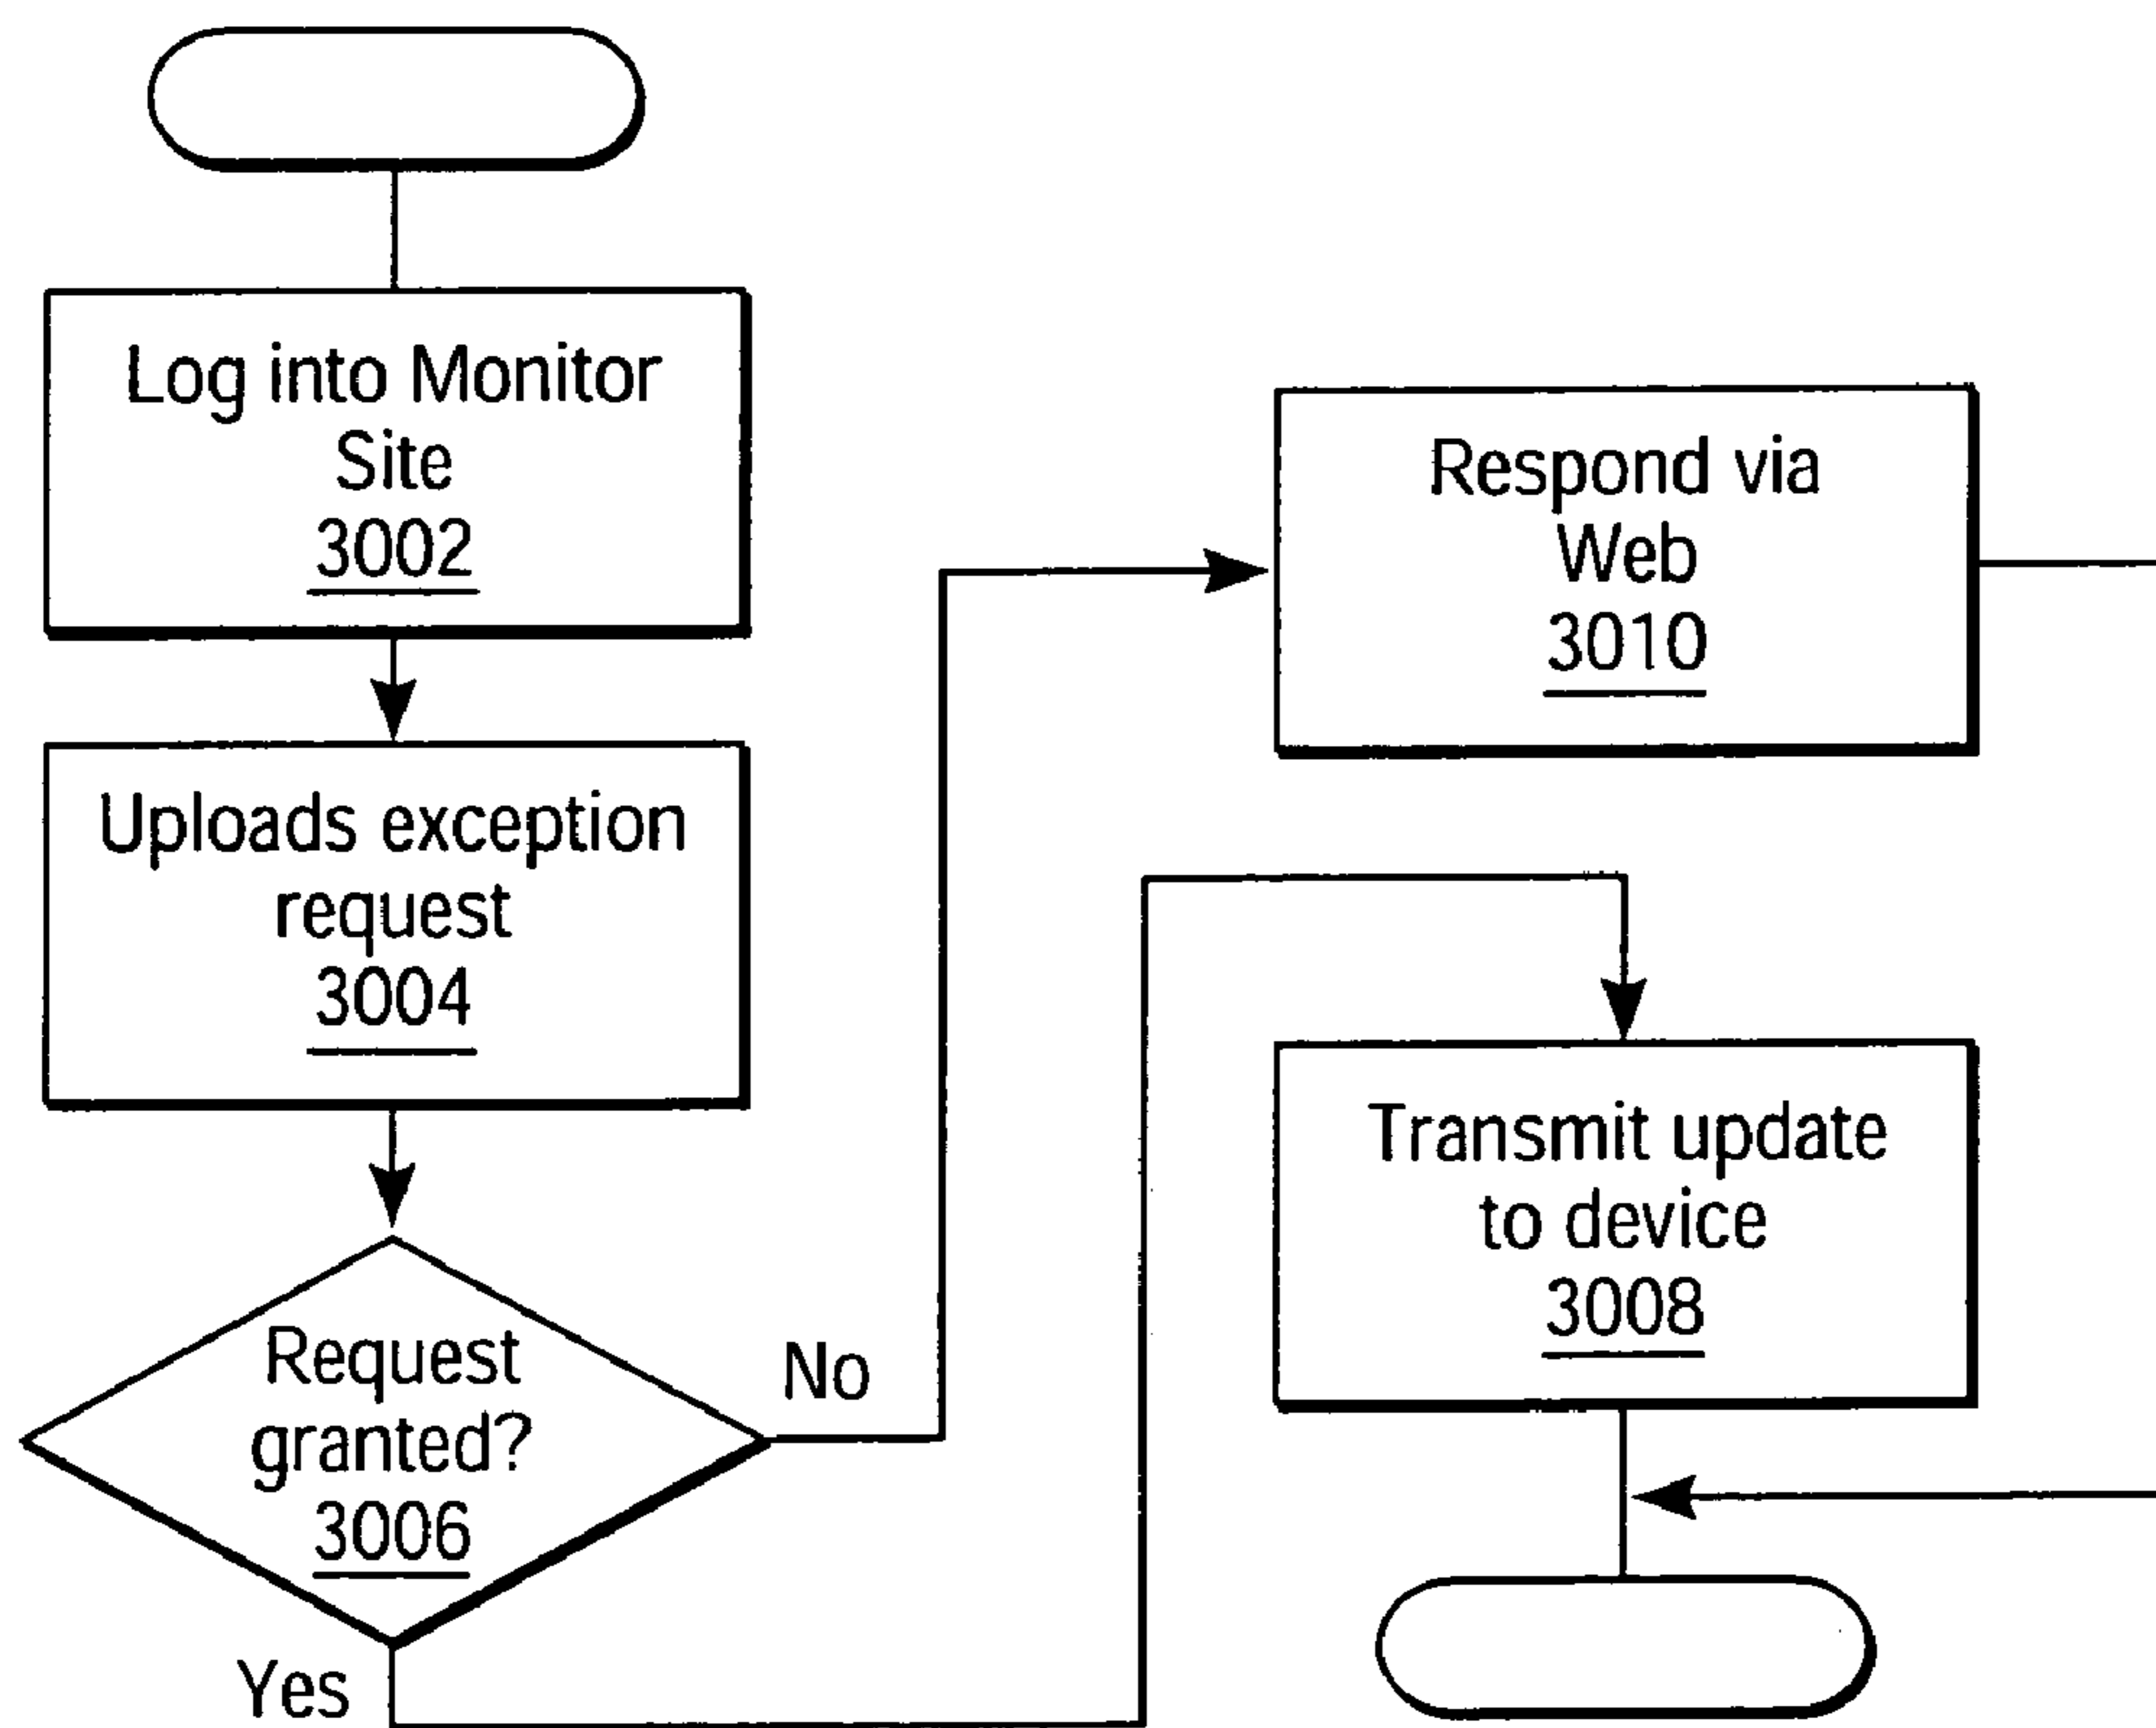 Log into Monitor
Site
3002
Uploads exception
request
3004
Request
granted?
3006
No
Yes
Respond via
Web
3010
Transmit update
to device
3008